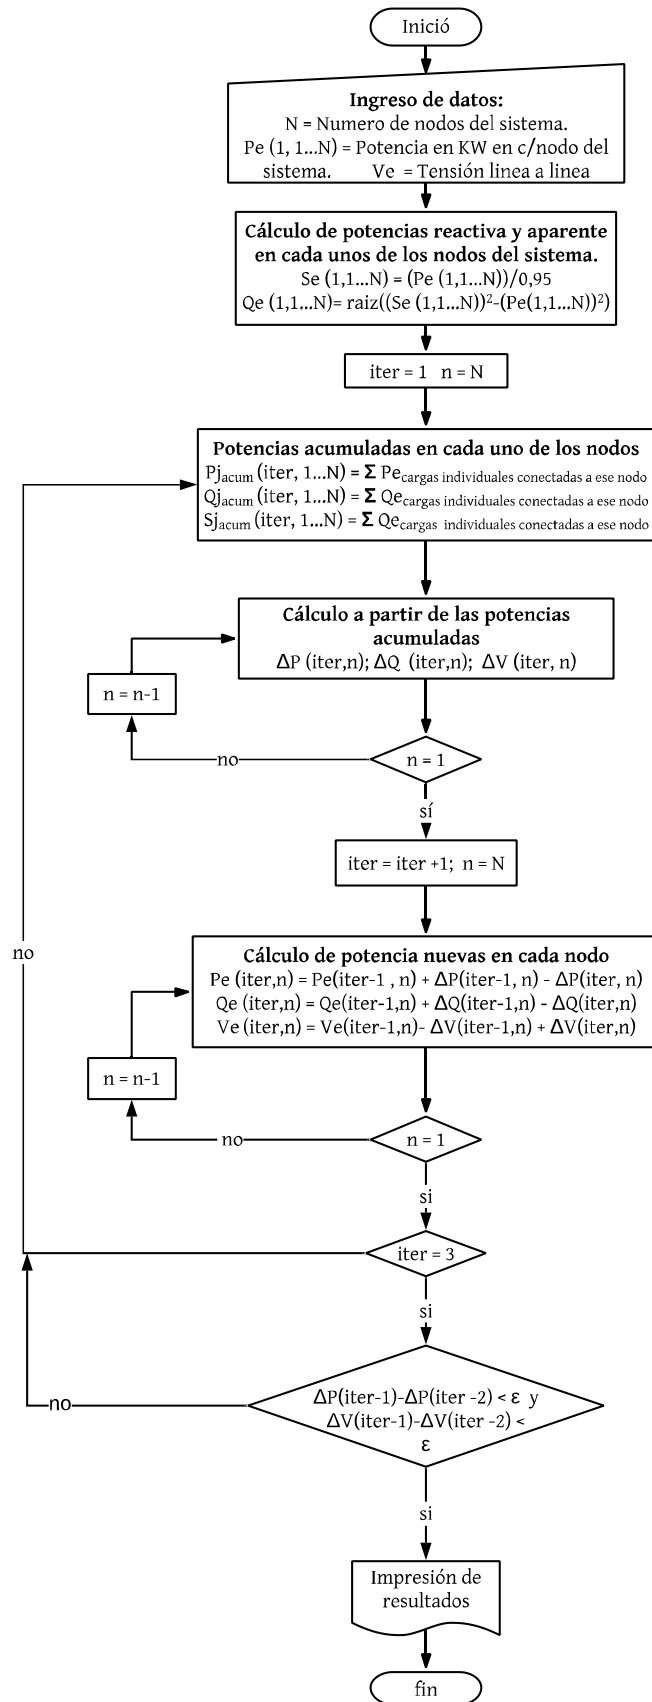 Inició
Ingreso de datos:
N = Numero de nodos del sistema.
Pe (1, 1...N) = Potencia en KW en c/nodo del
sistema. Ve = Tensión linea a linea
Cálculo de potencias reactiva y aparente
en cada unos de los nodos del sistema.
Se (1,1...N) = (Pe (1,1...N))/0,95
Qe (1,1...N)= raiz((Se (1,1...N))²-(Pe(1,1...N))²)
iter = 1 n = N
Potencias acumuladas en cada uno de los nodos
Pjacum (iter, 1...N) = Σ Pecargas individuales conectadas a ese nodo
Qjacum (iter, 1...N) = Σ Qecargas individuales conectadas a ese nodo
Sjacum (iter, 1...N) = Σ Qecargas individuales conectadas a ese nodo
Cálculo a partir de las potencias
acumuladas
ΔP (iter,n); ΔQ (iter,n); ΔV (iter, n)
n = n-1
no
n = 1
sí
iter = iter +1; n = N
no
Cálculo de potencia nuevas en cada nodo
Pe (iter,n) = Pe(iter-1 , n) + ΔP(iter-1, n) - ΔP(iter, n)
Qe (iter,n) = Qe(iter-1,n) + ΔQ(iter-1,n) - ΔQ(iter,n)
Ve (iter,n) = Ve(iter-1,n)- ΔV(iter-1,n) + ΔV(iter,n)
n = n-1
no
n = 1
si
iter = 3
si
no
ΔP(iter-1)-ΔP(iter -2) < ε y
ΔV(iter-1)-ΔV(iter -2) <
ε
si
Impresión de
resultados
fin